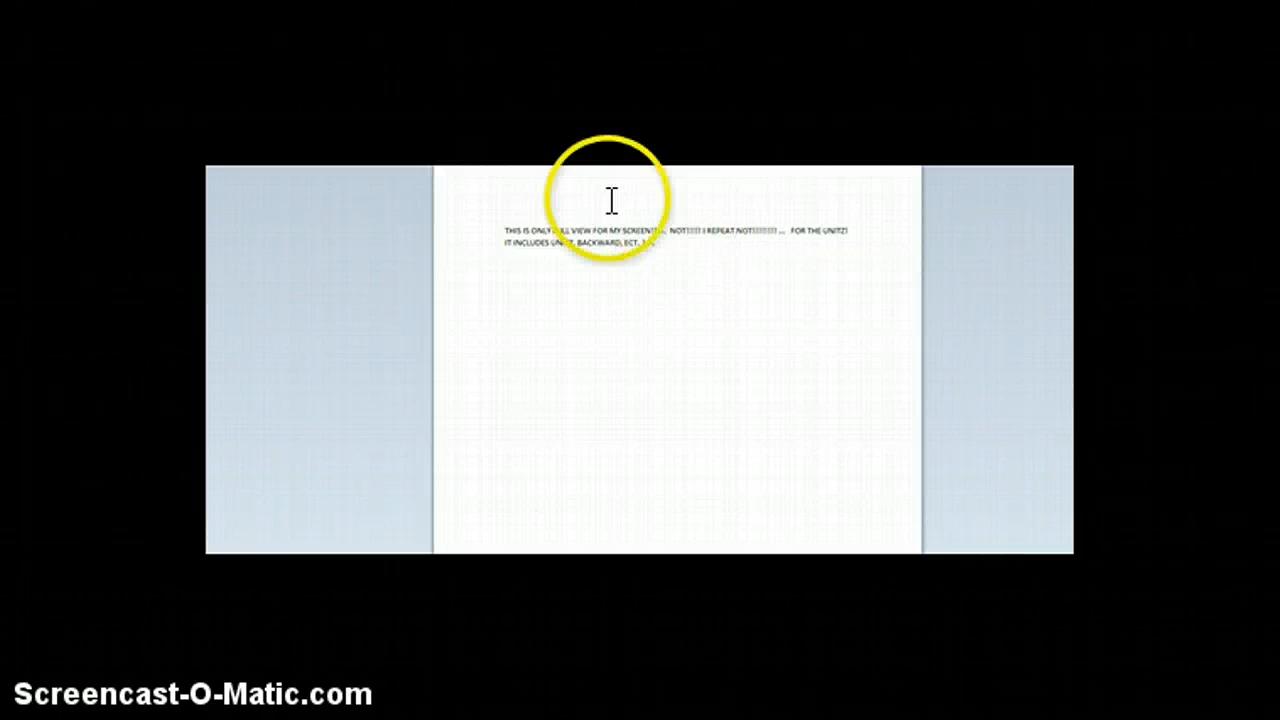 THIS IS ONLY FULL VIEW FOR MY SCREEN!!!.. NOT!!!!!! I REPEAT NOT!!!!!!!!!! ... FOR THE UNITZ!
IT INCLUDES UNITZ, BACKWARD, ECT.
Screencast-O-Matic.com